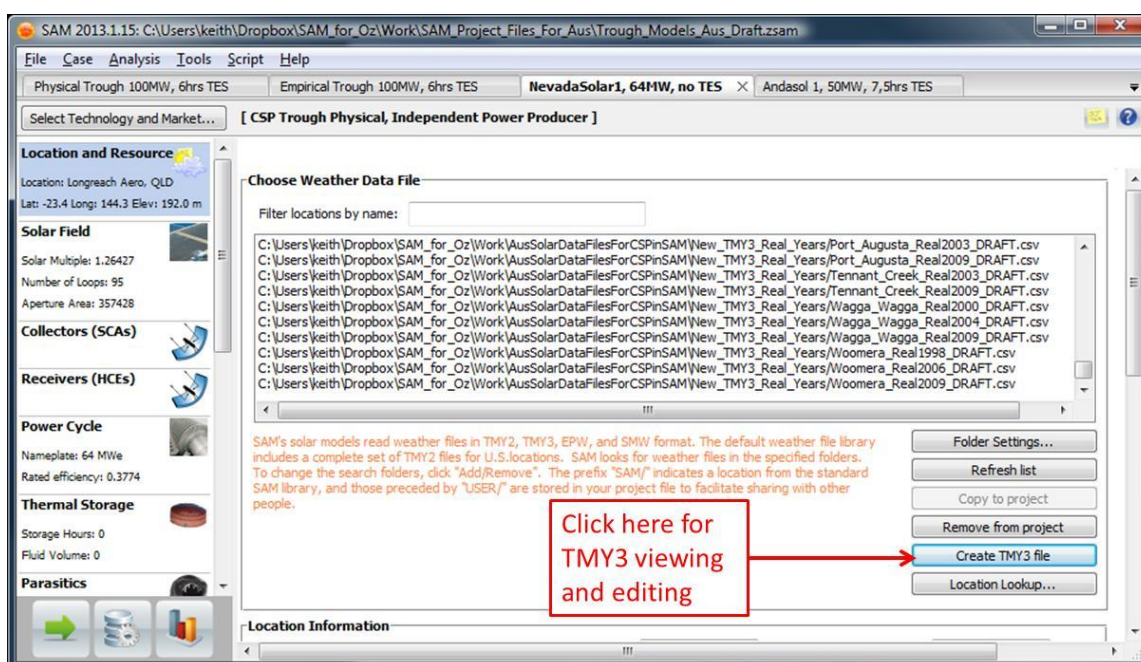 SAM 2013.1.15: C:\Users\keith\Dropbox\SAM_for_Oz\Work\SAM_Project_Files_For_Aus\Trough_Models_Aus_Draft.zsam
File Case Analysis Tools Script Help
Physical Trough 100MW, 6hrs TES Empirical Trough 100MW, 6hrs TES NevadaSolar1, 64MW, no TES Andasol 1, 50MW, 7,5hrs TES
Select Technology and Market... [ CSP Trough Physical, Independent Power Producer ]
Location and Resource
Location: Longreach Aero, QLD
Lat: -23.4 Long: 144.3 Elev: 192.0 m
Solar Field
Solar Multiple: 1.26427
Number of Loops: 95
Aperture Area: 357428
Collectors (SCAs)
Receivers (HCEs)
Power Cycle
Nameplate: 64 MWe
Rated efficiency: 0.3774
Thermal Storage
Storage Hours: 0
Fluid Volume: 0
Parasitics
Choose Weather Data File
Filter locations by name:
C:\Users\keith\Dropbox\SAM_for_Oz\Work\AusSolarDataFilesForCSPinSAM\New_TMY3_Real_Years/Port_Augusta_Real2003_DRAFT.csv
C:\Users\keith\Dropbox\SAM_for_Oz\Work\AusSolarDataFilesForCSPinSAM\New_TMY3_Real_Years/Port_Augusta_Real2009_DRAFT.csv
C:\Users\keith\Dropbox\SAM_for_Oz\Work\AusSolarDataFilesForCSPinSAM\New_TMY3_Real_Years/Tennant_Creek_Real2003_DRAFT.csv
C:\Users\keith\Dropbox\SAM_for_Oz\Work\AusSolarDataFilesForCSPinSAM\New_TMY3_Real_Years/Tennant_Creek_Real2009_DRAFT.csv
C:\Users\keith\Dropbox\SAM_for_Oz\Work\AusSolarDataFilesForCSPinSAM\New_TMY3_Real_Years/Wagga_Wagga_Real2000_DRAFT.csv
C:\Users\keith\Dropbox\SAM_for_Oz\Work\AusSolarDataFilesForCSPinSAM\New_TMY3_Real_Years/Wagga_Wagga_Real2004_DRAFT.csv
C:\Users\keith\Dropbox\SAM_for_Oz\Work\AusSolarDataFilesForCSPinSAM\New_TMY3_Real_Years/Wagga_Wagga_Real2009_DRAFT.csv
C:\Users\keith\Dropbox\SAM_for_Oz\Work\AusSolarDataFilesForCSPinSAM\New_TMY3_Real_Years/Woomera_Real1998_DRAFT.csv
C:\Users\keith\Dropbox\SAM_for_Oz\Work\AusSolarDataFilesForCSPinSAM\New_TMY3_Real_Years/Woomera_Real2006_DRAFT.csv
C:\Users\keith\Dropbox\SAM_for_Oz\Work\AusSolarDataFilesForCSPinSAM\New_TMY3_Real_Years/Woomera_Real2009_DRAFT.csv
SAM's solar models read weather files in TMY2, TMY3, EPW, and SMW format. The default weather file library
includes a complete set of TMY2 files for U.S.locations. SAM looks for weather files in the specified folders.
To change the search folders, click "Add/Remove". The prefix "SAM/" indicates a location from the standard
SAM library, and those preceded by "USER/" are stored in your project file to facilitate sharing with other
people.
Folder Settings...
Refresh list
Copy to project
Remove from project
Create TMY3 file
Location Lookup...
Click here for
TMY3 viewing
and editing
Location Information